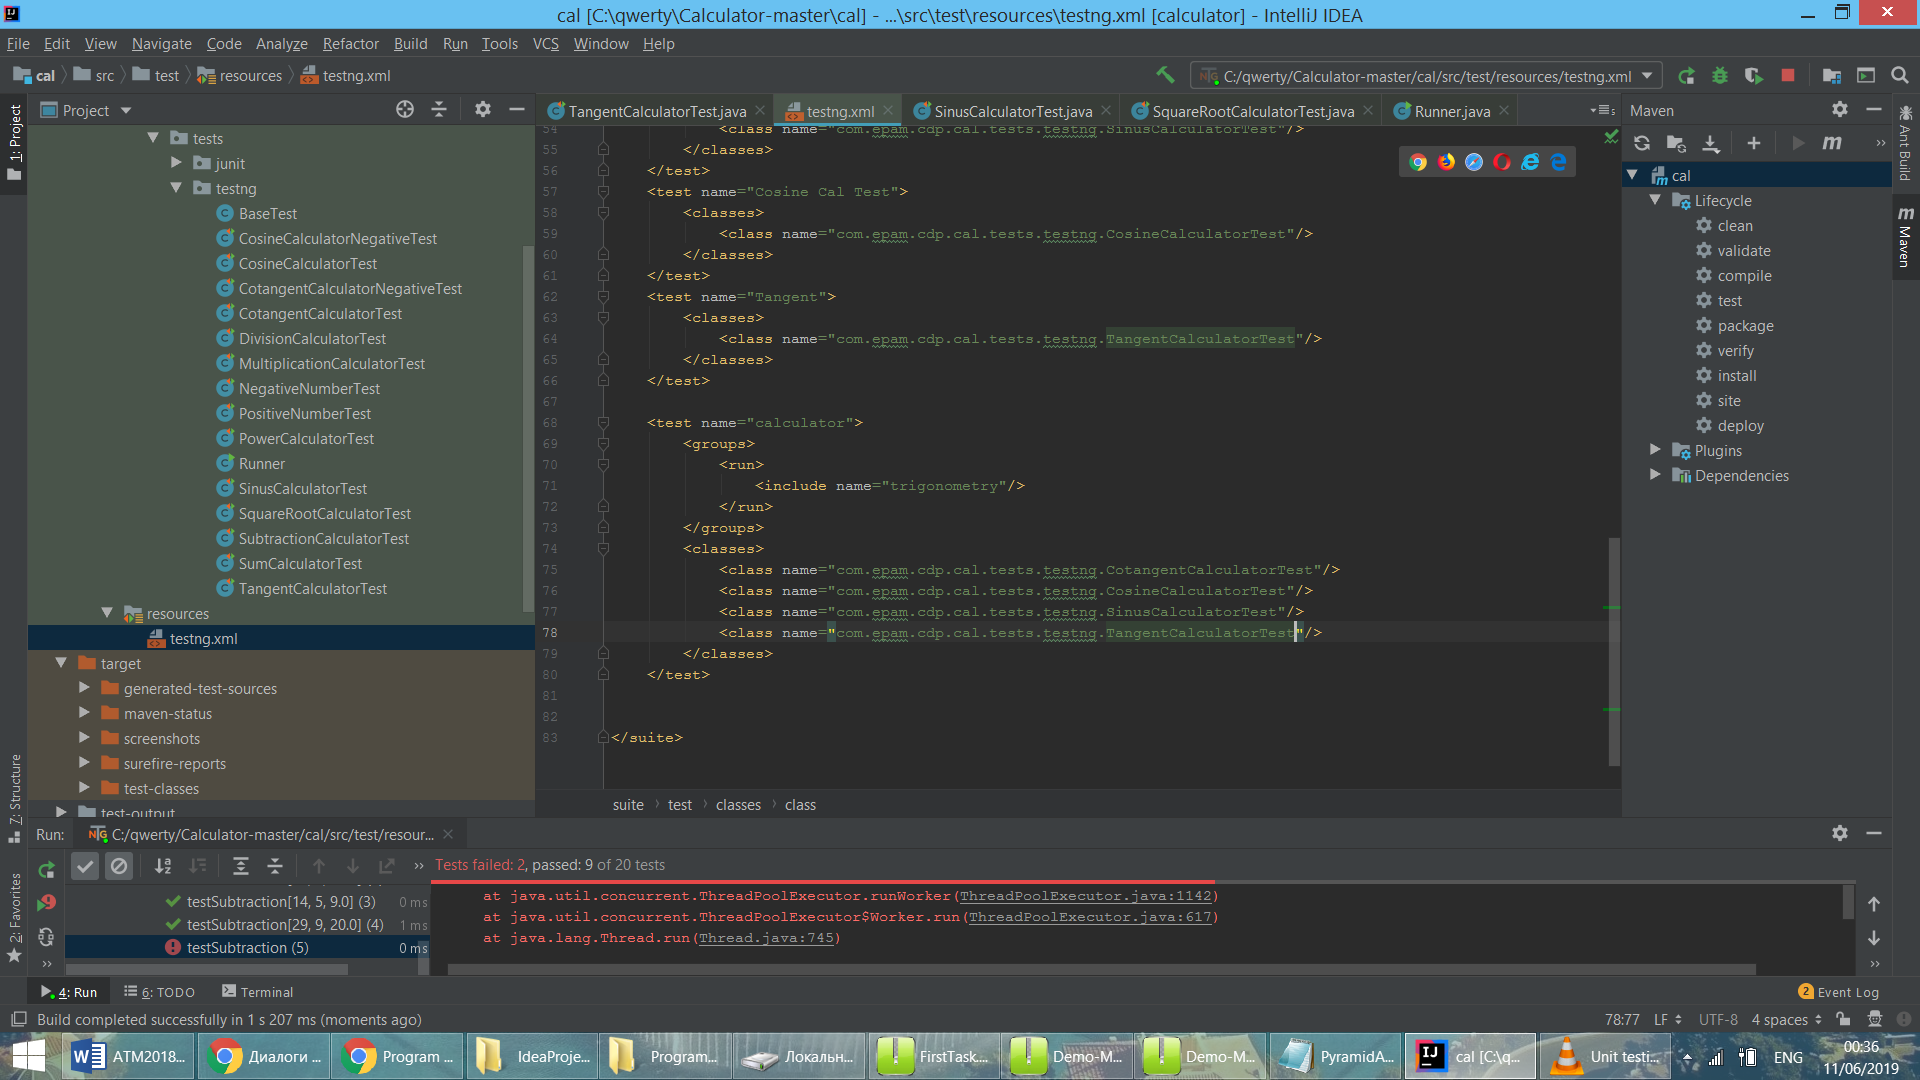 cal [C:\qwerty\Calculator-master\cal] - ...\src\test\resources\testng.xml [calculator] - IntelliJ IDEA
File Edit View Navigate Code Analyze Refactor Build Run Tools VCS Window Help
cal src test resources testng.xml
C:/qwerty/Calculator-master/cal/src/test/resources/testng.xml
1: Project
Project
tests
junit
testng
BaseTest
CosineCalculatorNegativeTest
CosineCalculatorTest
CotangentCalculatorNegativeTest
CotangentCalculatorTest
DivisionCalculatorTest
MultiplicationCalculatorTest
NegativeNumberTest
PositiveNumberTest
PowerCalculatorTest
Runner
SinusCalculatorTest
SquareRootCalculatorTest
SubtractionCalculatorTest
SumCalculatorTest
TangentCalculatorTest
resources
testng.xml
target
generated-test-sources
maven-status
screenshots
surefire-reports
test-classes
test-output
TangentCalculatorTest.java testng.xml SinusCalculatorTest.java SquareRootCalculatorTest.java Runner.java
54 <class name="com.epam.cdp.cal.tests.testng.SinusCalculatorTest"/>
55 </classes>
56 </test>
57 <test name="Cosine Cal Test">
58 <classes>
59 <class name="com.epam.cdp.cal.tests.testng.CosineCalculatorTest"/>
60 </classes>
61 </test>
62 <test name="Tangent">
63 <classes>
64 <class name="com.epam.cdp.cal.tests.testng.TangentCalculatorTest"/>
65 </classes>
66 </test>
67
68 <test name="calculator">
69 <groups>
70 <run>
71 <include name="trigonometry"/>
72 </run>
73 </groups>
74 <classes>
75 <class name="com.epam.cdp.cal.tests.testng.CotangentCalculatorTest"/>
76 <class name="com.epam.cdp.cal.tests.testng.CosineCalculatorTest"/>
77 <class name="com.epam.cdp.cal.tests.testng.SinusCalculatorTest"/>
78 <class name="com.epam.cdp.cal.tests.testng.TangentCalculatorTest"/>
79 </classes>
80 </test>
81
82
83 </suite>
suite test classes class
Maven
cal
Lifecycle
clean
validate
compile
test
package
verify
install
site
deploy
Plugins
Dependencies
Ant Build
Maven
Z: Structure
2: Favorites
Run: C:/qwerty/Calculator-master/cal/src/test/resour...
Tests failed: 2, passed: 9 of 20 tests
testSubtraction[14, 5, 9.0] (3) 0 ms
testSubtraction[29, 9, 20.0] (4) 1 ms
testSubtraction (5) 0 ms
at java.util.concurrent.ThreadPoolExecutor.runWorker(ThreadPoolExecutor.java:1142)
at java.util.concurrent.ThreadPoolExecutor$Worker.run(ThreadPoolExecutor.java:617)
at java.lang.Thread.run(Thread.java:745)
4: Run 6: TODO Terminal 2 Event Log
Build completed successfully in 1 s 207 ms (moments ago) 78:77 LF UTF-8 4 spaces
ATM2018... Диалоги ... Program ... IdeaProje... Program... Локальн... FirstTask.... Demo-M... Demo-M... PyramidA... cal [C:\q... Unit testi... ENG
00:36
11/06/2019